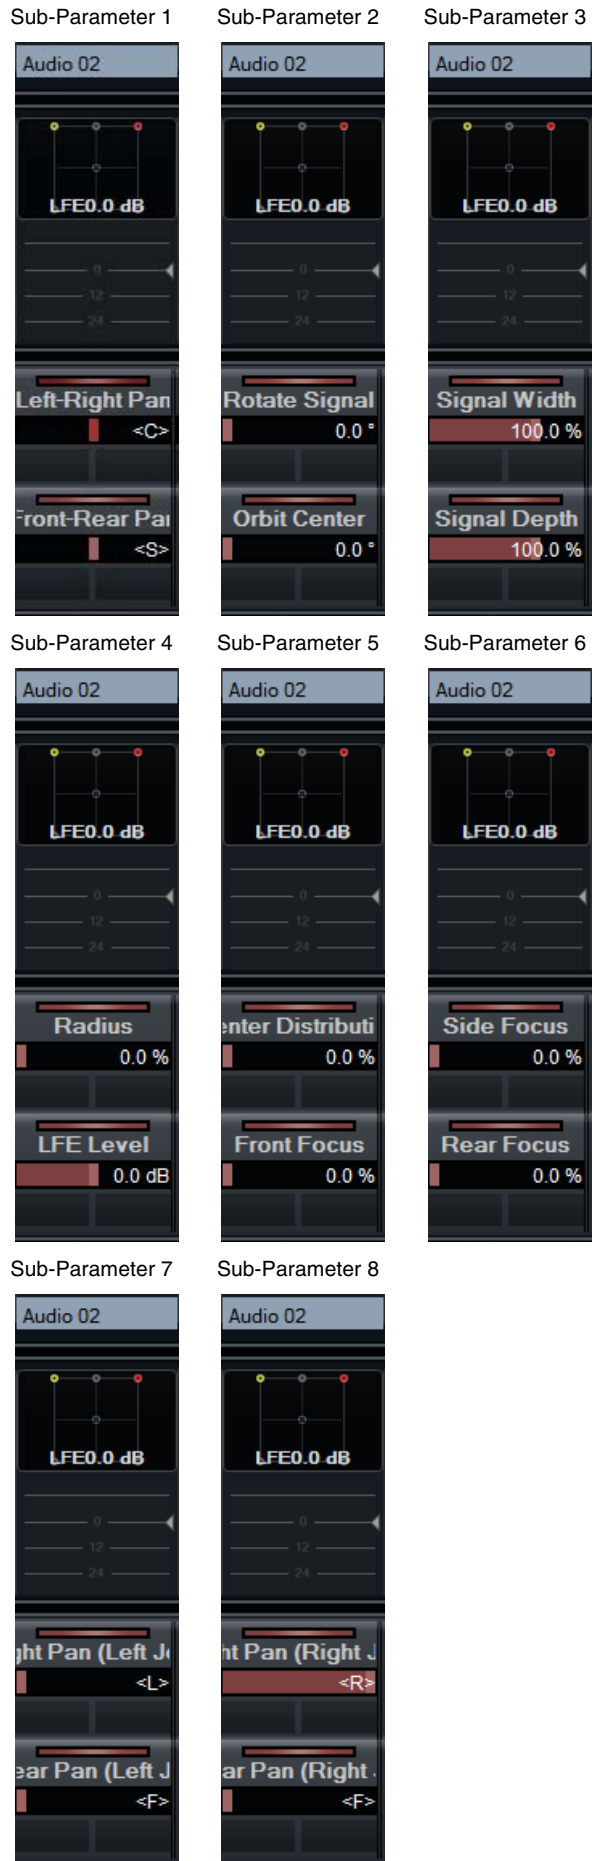 Sub-Parameter 1 Sub-Parameter 2 Sub-Parameter 3
Audio 02 Audio 02 Audio 02
LFE0.0 dB LFE0.0 dB LFE0.0 dB
0 0 0
12 12 12
24 24 24
Left-Right Pan Rotate Signal Signal Width
<C> 0.0 ° 100.0 %
Front-Rear Pan Orbit Center Signal Depth
<S> 0.0 ° 100.0 %
Sub-Parameter 4 Sub-Parameter 5 Sub-Parameter 6
Audio 02 Audio 02 Audio 02
LFE0.0 dB LFE0.0 dB LFE0.0 dB
0 0 0
12 12 12
24 24 24
Radius enter Distributi Side Focus
0.0 % 0.0 % 0.0 %
LFE Level Front Focus Rear Focus
0.0 dB 0.0 % 0.0 %
Sub-Parameter 7 Sub-Parameter 8
Audio 02 Audio 02
LFE0.0 dB LFE0.0 dB
0 0
12 12
24 24
ght Pan (Left Jo ht Pan (Right J
<L> <R>
ear Pan (Left J ar Pan (Right
<F> <F>